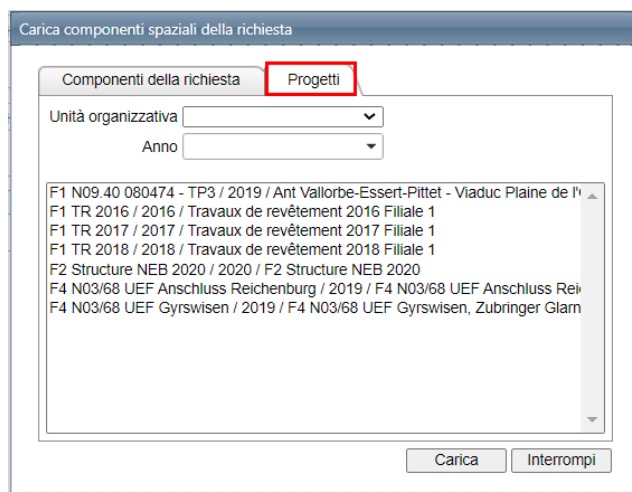 Carica componenti spaziali della richiesta
Componenti della richiesta
Progetti
Unità organizzativa
Anno
F1 N09.40 080474 - TP3 / 2019 / Ant Vallorbe-Essert-Pittet - Viaduc Plaine de l'
F1 TR 2016 / 2016 / Travaux de revêtement 2016 Filiale 1
F1 TR 2017 / 2017 / Travaux de revêtement 2017 Filiale 1
F1 TR 2018 / 2018 / Travaux de revêtement 2018 Filiale 1
F2 Structure NEB 2020 / 2020 / F2 Structure NEB 2020
F4 N03/68 UEF Anschluss Reichenburg / 2019 / F4 N03/68 UEF Anschluss Rei
F4 N03/68 UEF Gyrswisen / 2019 / F4 N03/68 UEF Gyrswisen, Zubringer Glarn
Carica
Interrompi